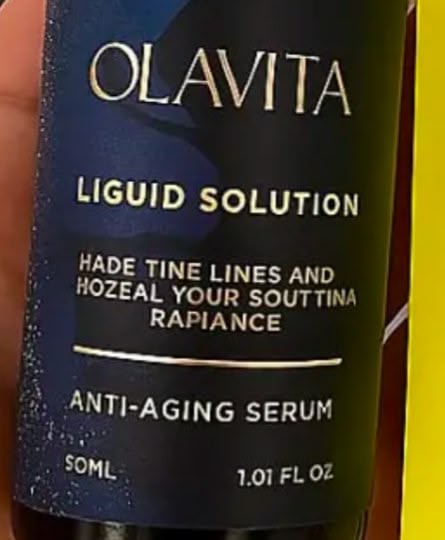 OLAVITA
LIGUID SOLUTION
HADE TINE LINES AND
HOZEAL YOUR SOUTTINA
RAPIANCE
ANTI-AGING SERUM
50ML
1.01 FL OZ